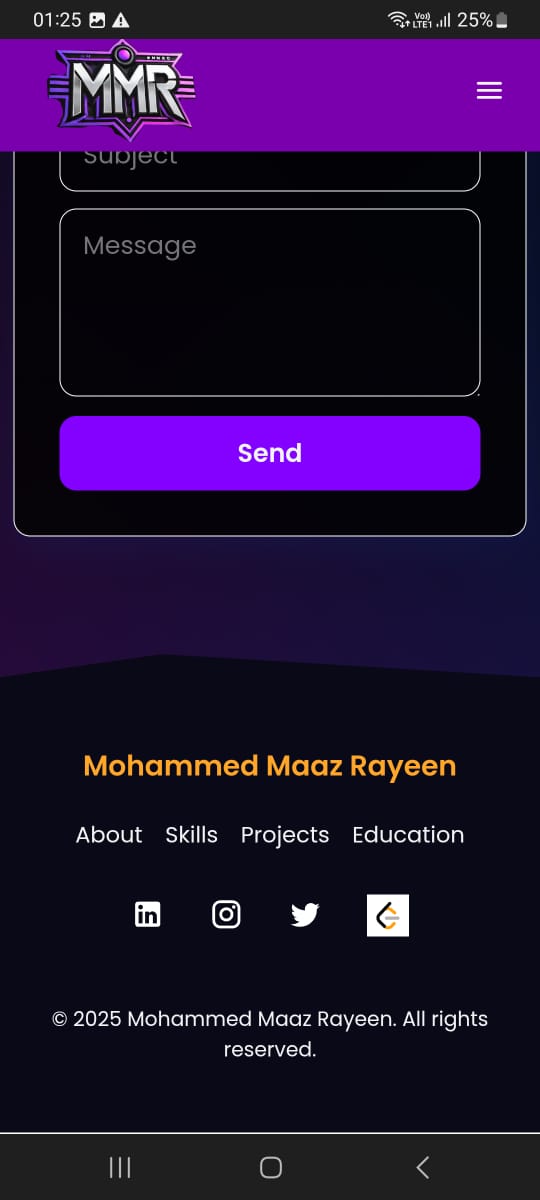 01:25 Vo) LTE1 25%
MMR
Subject
Message
Send
Mohammed Maaz Rayeen
About Skills Projects Education
in
© 2025 Mohammed Maaz Rayeen. All rights
reserved.